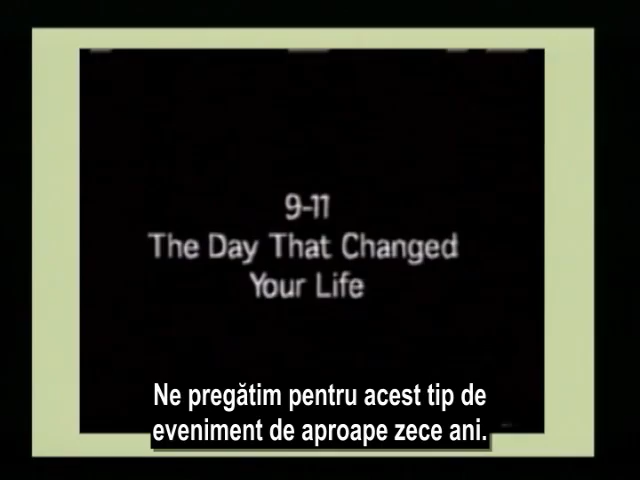 9-11
The Day That Changed
Your Life
Ne pregătim pentru acest tip de
eveniment de aproape zece ani.